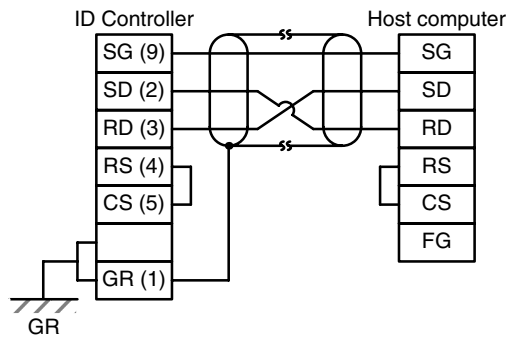 ID Controller
SG (9)
SD (2)
RD (3)
RS (4)
CS (5)
GR (1)
GR
Host computer
SG
SD
RD
RS
CS
FG